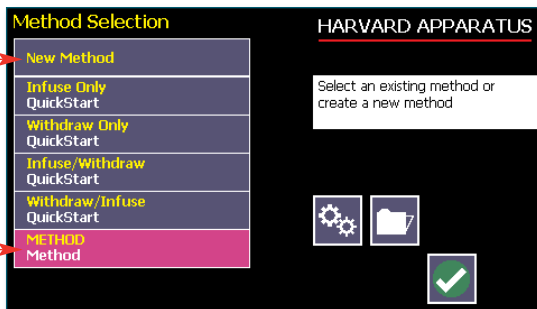 Method Selection
New Method
Infuse Only
QuickStart
Withdraw Only
QuickStart
Infuse/Withdraw
QuickStart
Withdraw/Infuse
QuickStart
METHOD
Method
HARVARD APPARATUS
Select an existing method or
create a new method